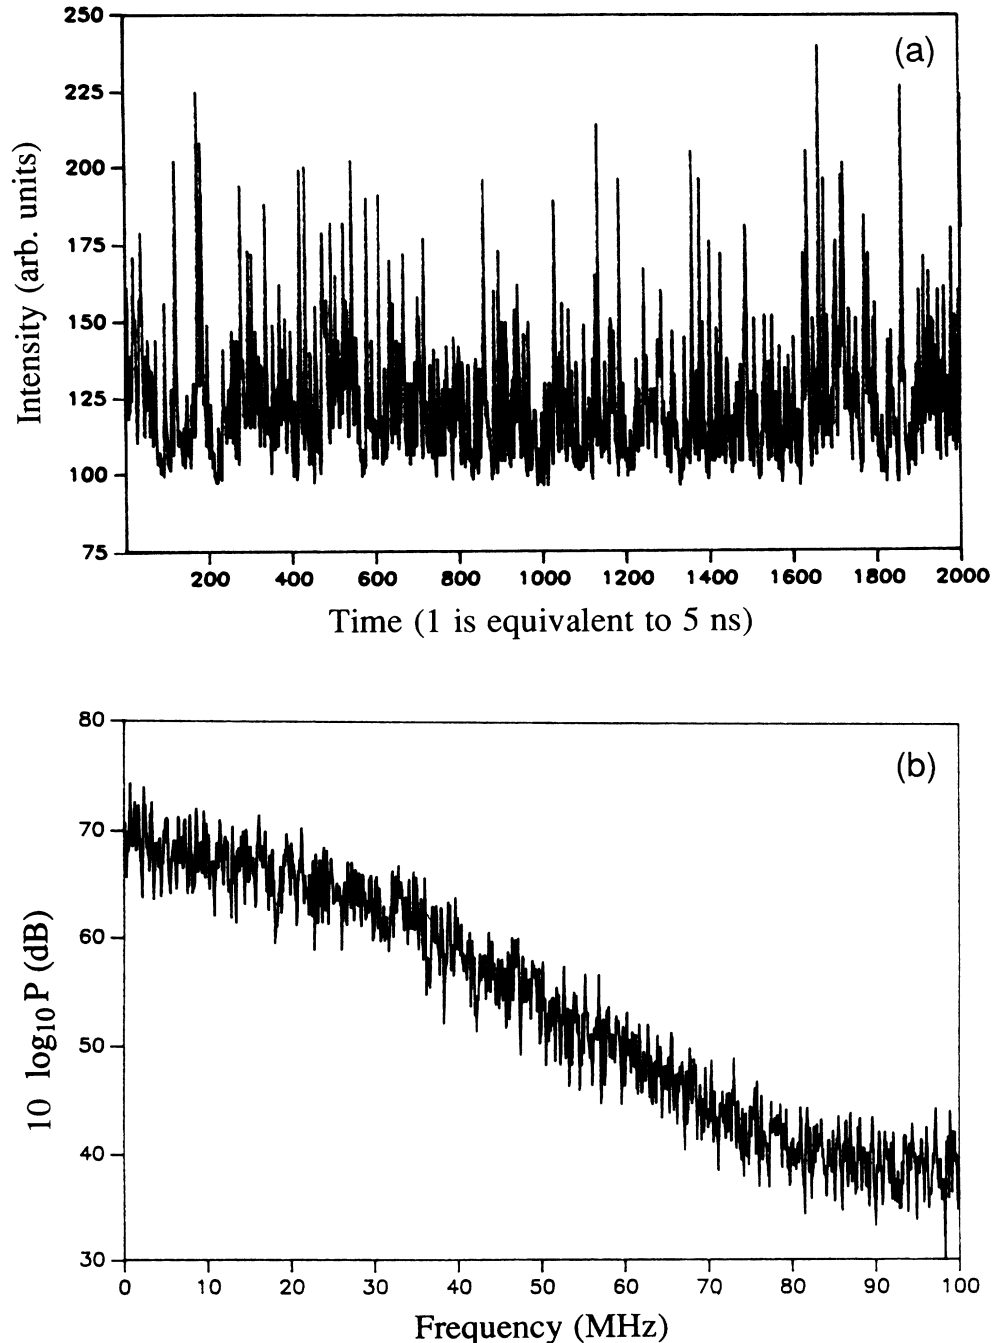 250
225
200
175
150
125
100
75
Intensity (arb. units)
(a)
200 400 600 800 1000 1200 1400 1600 1800 2000
Time (1 is equivalent to 5 ns)
80
70
60
50
40
30
10 log10P (dB)
(b)
0 10 20 30 40 50 60 70 80 90 100
Frequency (MHz)